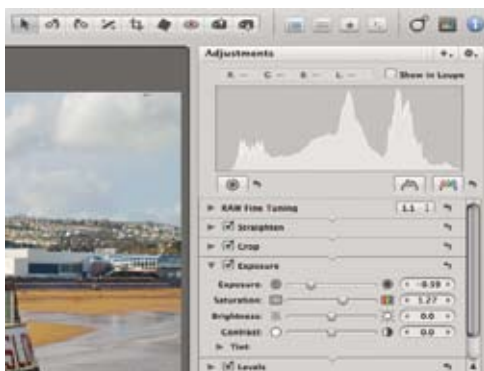 Adjustments
R - G - B - L - Show in Loupe
RAW Fine Tuning 1.1
Straighten
Crop
Exposure
Exposure: -0.59
Saturation: 1.27
Brightness: 0.0
Contrast: 0.0
Tint:
Levels